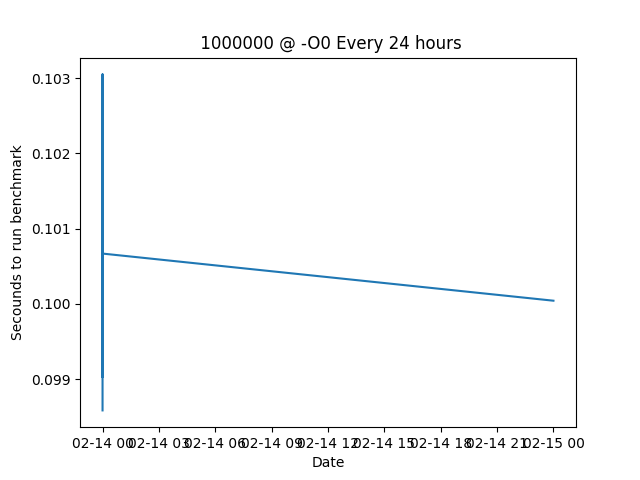 1000000 @ -O0 Every 24 hours
Secounds to run benchmark
0.103
0.102
0.101
0.100
0.099
02-14 00 02-14 03 02-14 06 02-14 09 02-14 12 02-14 15 02-14 18 02-14 21 02-15 00
Date